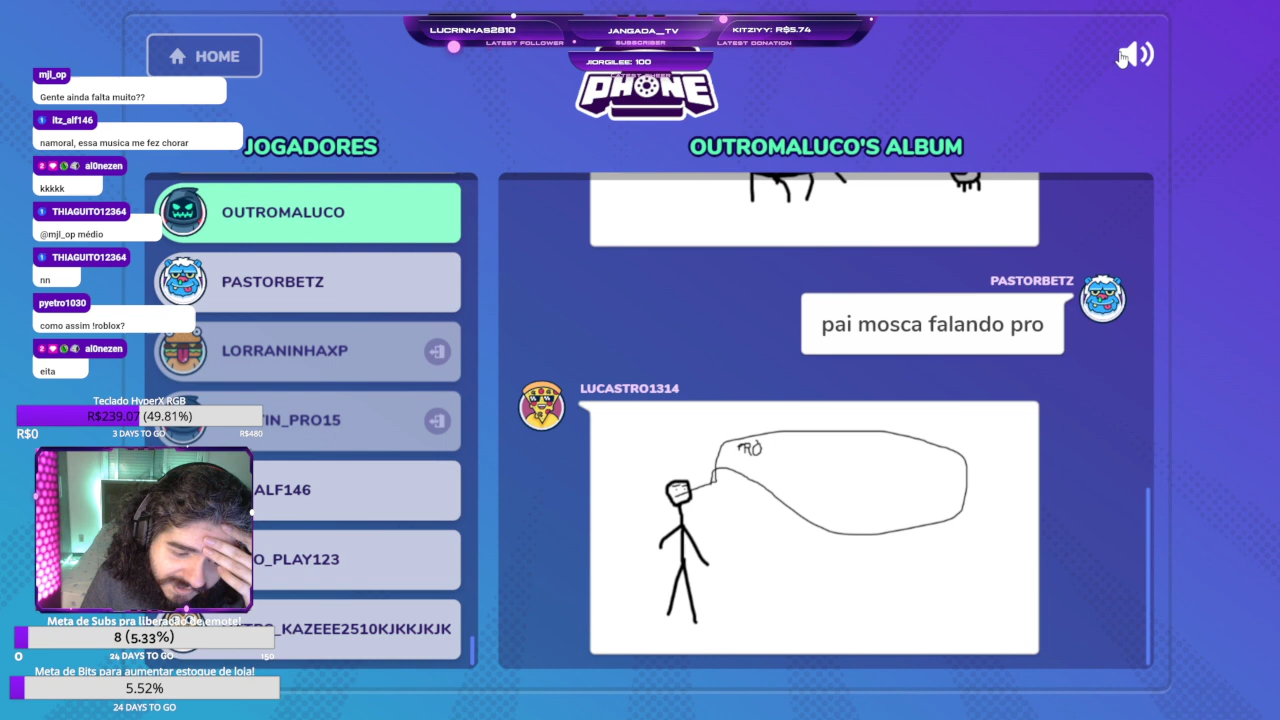 LUCRINHAS2810
LATEST FOLLOWER
JANGADA__TV
SUBSCRIBER
KITZIYY: R$5.74
LATEST DONATION
JIORGILEE: 100
LATEST CHEER
PHONE
HOME
mjl_op
Gente ainda falta muito??
itz_alf146
namoral, essa musica me fez chorar
al0nezen
kkkkk
THIAGUITO12364
@mjl_op médio
THIAGUITO12364
nn
pyetro1030
como assim !roblox?
al0nezen
eita
JOGADORES
OUTROMALUCO
PASTORBETZ
LORRANINHAXP
TIN_PRO15
ALF146
O_PLAY123
_KAZEEE2510KJKKJKJK
Teclado HyperX RGB
R$239.07 (49.81%)
R$0
3 DAYS TO GO
R$480
Meta de Subs pra liberação de emote!
8 (5.33%)
0
24 DAYS TO GO
150
Meta de Bits para aumentar estoque de loja!
5.52%
24 DAYS TO GO
OUTROMALUCO'S ALBUM
PASTORBETZ
pai mosca falando pro
LUCASTRO1314
RÓ